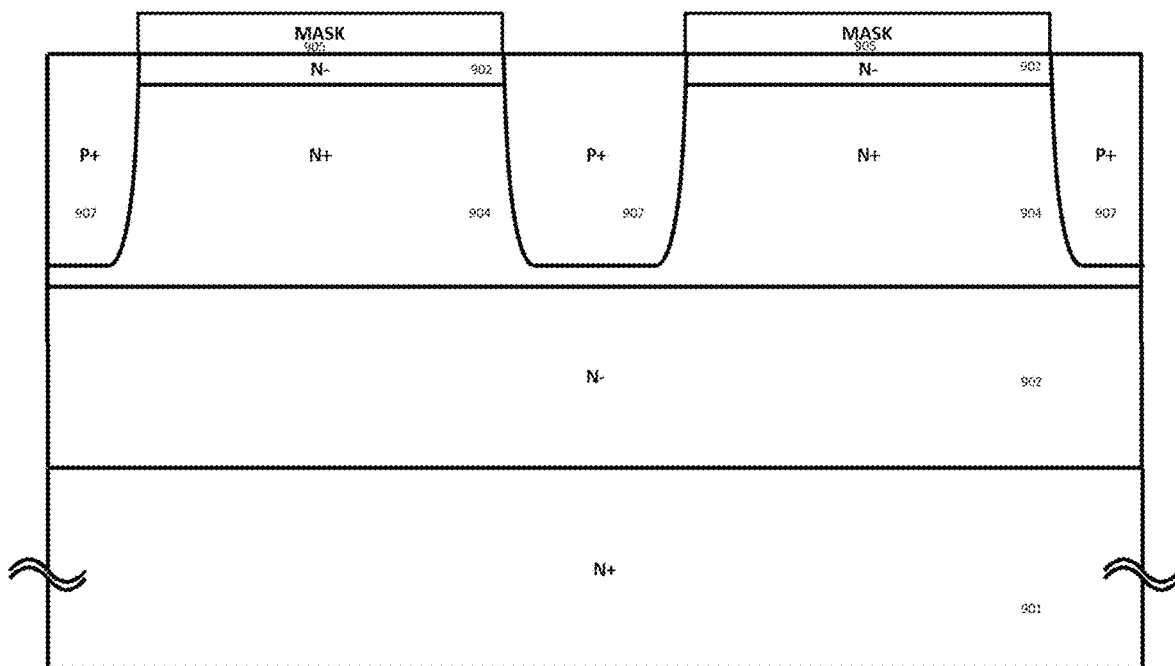 MASK MASK
905 905
N- 902 N- 902
P+ N+ P+ N+ P+
907 904 907 904 907
N-
902
N+
901